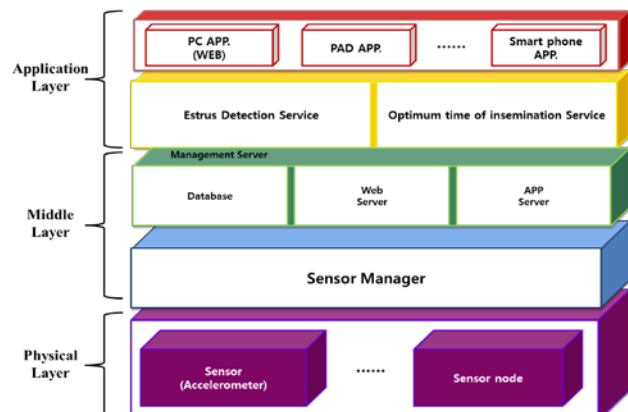 Application
Layer
PC APP.
(WEB)
PAD APP.
......
Smart phone
APP.
Estrus Detection Service
Optimum time of insemination Service
Middle
Layer
Management Server
Database
Web
Server
APP
Server
Sensor Manager
Physical
Layer
Sensor
(Accelerometer)
......
Sensor node